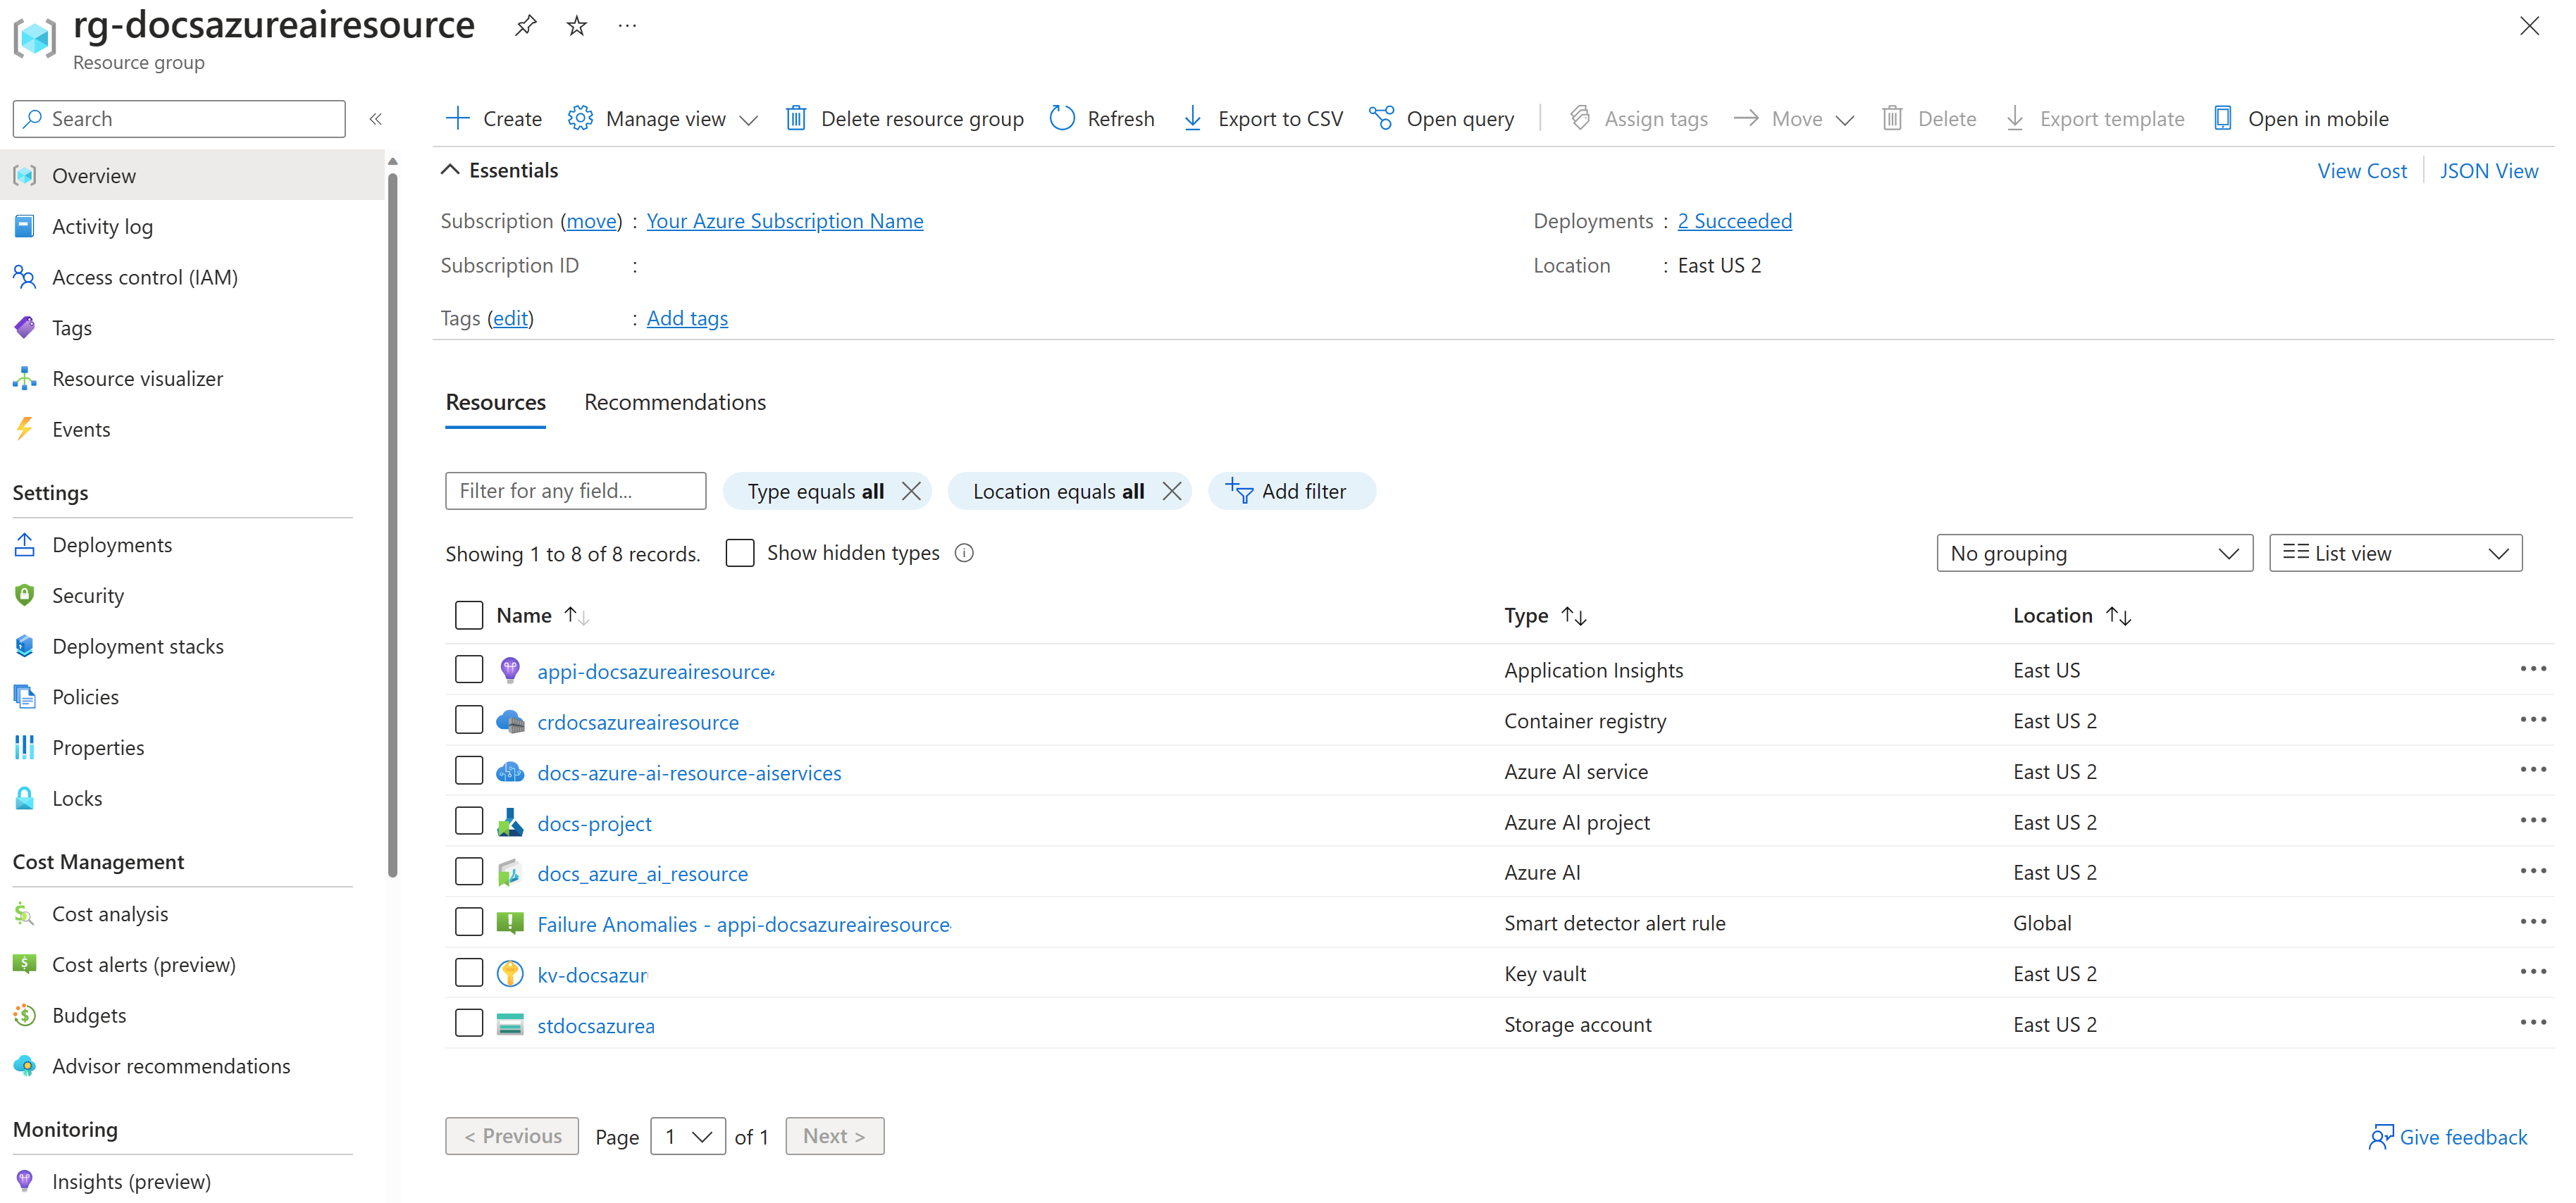 rg-docsazureairesource
Resource group
Search
Overview
Activity log
Access control (IAM)
Tags
Resource visualizer
Events
Settings
Deployments
Security
Deployment stacks
Policies
Properties
Locks
Cost Management
Cost analysis
Cost alerts (preview)
Budgets
Advisor recommendations
Monitoring
Insights (preview)
Create Manage view Delete resource group Refresh Export to CSV Open query Assign tags Move Delete Export template Open in mobile
Essentials View Cost JSON View
Subscription (move) : Your Azure Subscription Name Deployments : 2 Succeeded
Subscription ID : Location : East US 2
Tags (edit) : Add tags
Resources Recommendations
Filter for any field... Type equals all Location equals all Add filter
Showing 1 to 8 of 8 records. Show hidden types No grouping List view
Name Type Location
appi-docsazureairesource Application Insights East US
crdocsazureairesource Container registry East US 2
docs-azure-ai-resource-aiservices Azure AI service East US 2
docs-project Azure AI project East US 2
docs_azure_ai_resource Azure AI East US 2
Failure Anomalies - appi-docsazureairesource Smart detector alert rule Global
kv-docsazur Key vault East US 2
stdocsazurea Storage account East US 2
< Previous Page 1 of 1 Next > Give feedback